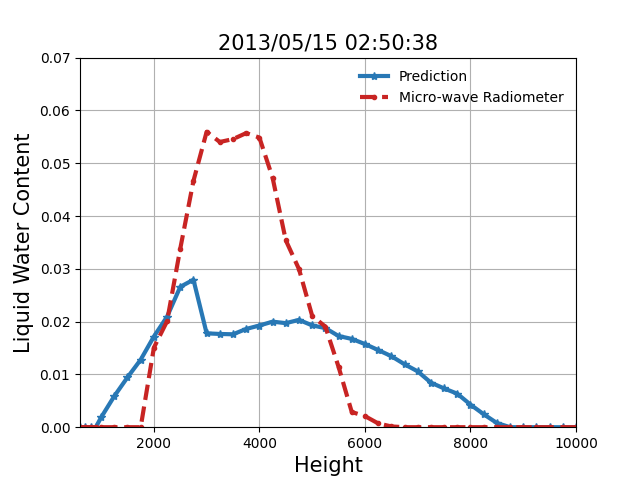 2013/05/15 02:50:38
Prediction
Micro-wave Radiometer
Liquid Water Content
0.07
0.06
0.05
0.04
0.03
0.02
0.01
0.00
2000 4000 6000 8000 10000
Height